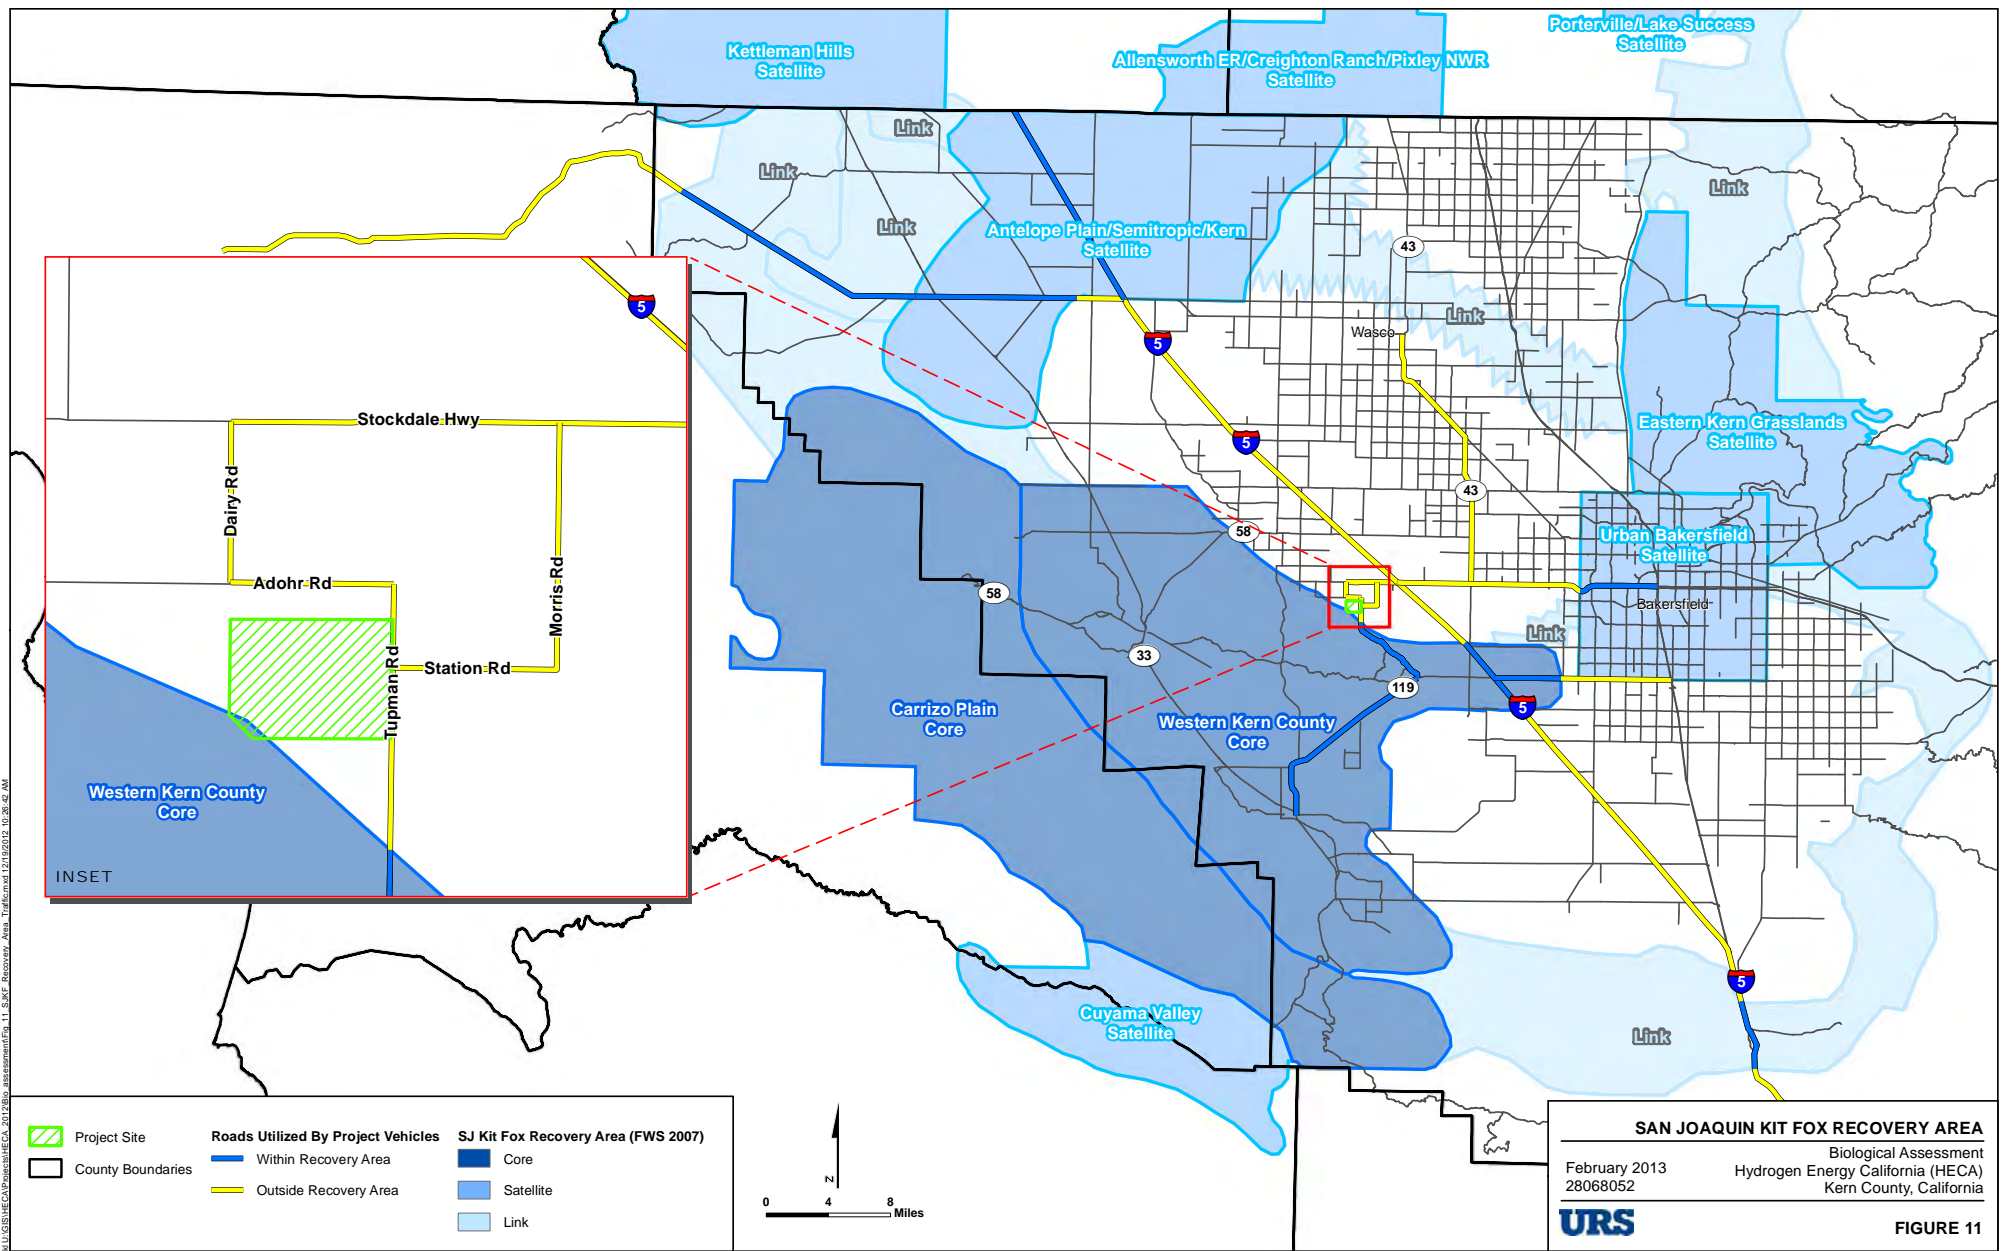 Kettleman Hills
Satellite
Allensworth ER/Creighton Ranch/Pixley NWR
Satellite
Porterville/Lake Success
Satellite
Link
Link
Link
Link
Antelope Plain/Semitropic/Kern
Satellite
43
5
Link
Wasco
5
Stockdale Hwy
Dairy Rd
Adohr Rd
Morris Rd
Station Rd
Tupman Rd
Western Kern County
Core
INSET
5
Eastern Kern Grasslands
Satellite
43
58
Urban Bakersfield
Satellite
58
Bakersfield
Link
33
119
Carrizo Plain
Core
Western Kern County
Core
5
5
Cuyama Valley
Satellite
Link
Project Site
County Boundaries
Roads Utilized By Project Vehicles
Within Recovery Area
Outside Recovery Area
SJ Kit Fox Recovery Area (FWS 2007)
Core
Satellite
Link
N
0 4 8
Miles
SAN JOAQUIN KIT FOX RECOVERY AREA
Biological Assessment
February 2013 Hydrogen Energy California (HECA)
28068052 Kern County, California
URS
FIGURE 11